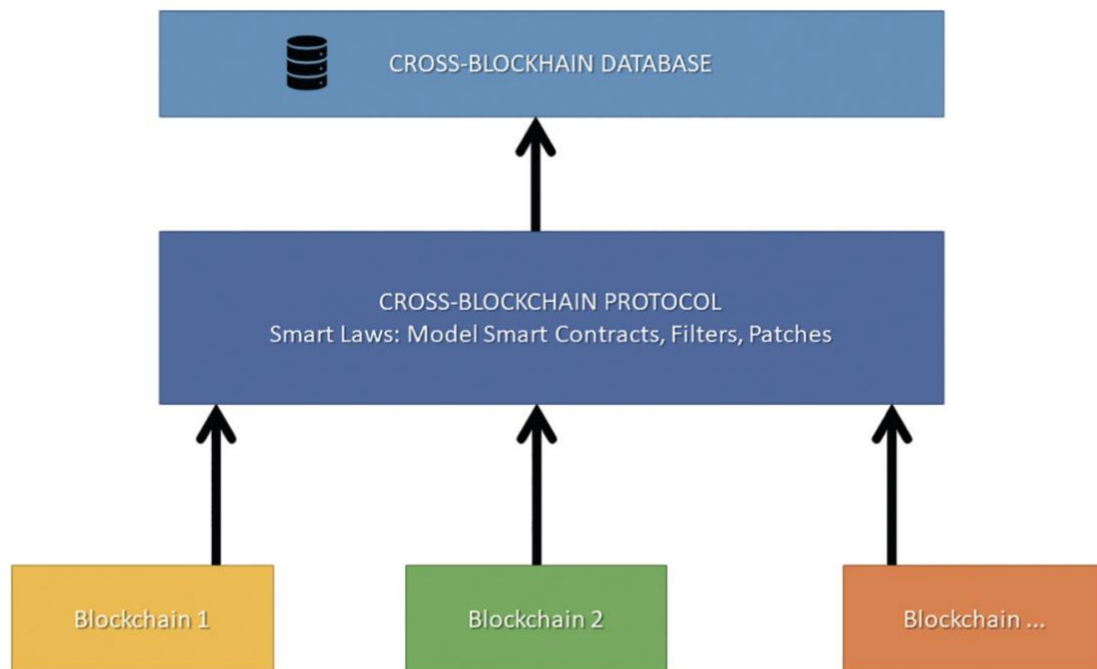 CROSS-BLOCKHAIN DATABASE
CROSS-BLOCKCHAIN PROTOCOL
Smart Laws: Model Smart Contracts, Filters, Patches
Blockchain 1
Blockchain 2
Blockchain ...